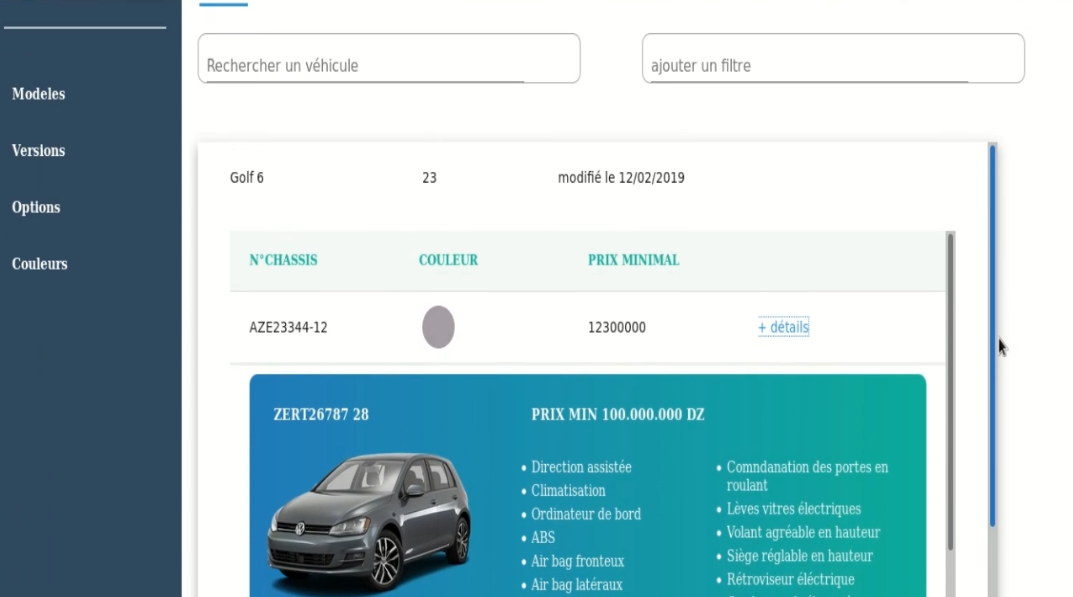 Rechercher un véhicule
ajouter un filtre
Modeles
Versions
Options
Couleurs
Golf 6 23 modifié le 12/02/2019
N°CHASSIS COULEUR PRIX MINIMAL
AZE23344-12 12300000 + détails
ZERT26787 28
PRIX MIN 100.000.000 DZ
Direction assistée
Climatisation
Ordinateur de bord
ABS
Air bag fronteux
Air bag latéraux
Comndanation des portes en
roulant
Lèves vitres électriques
Volant agréable en hauteur
Siège réglable en hauteur
Rétroviseur éléctrique